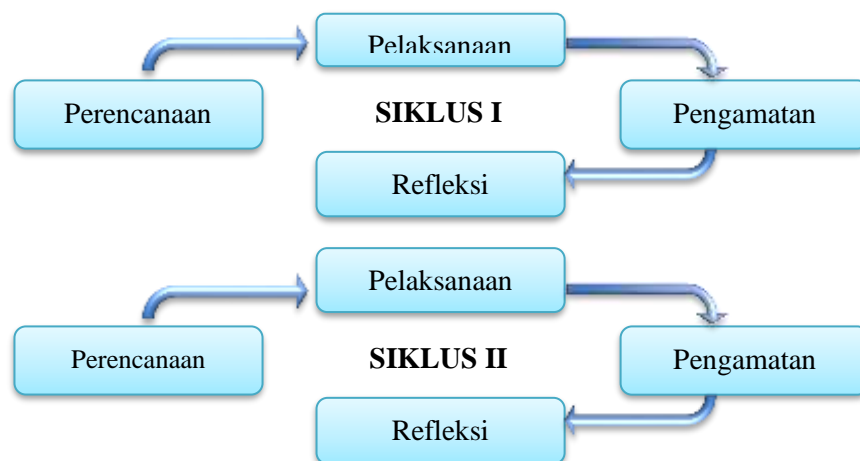 Pelaksanaan
Perencanaan
SIKLUS I
Pengamatan
Refleksi
Pelaksanaan
Perencanaan
SIKLUS II
Pengamatan
Refleksi